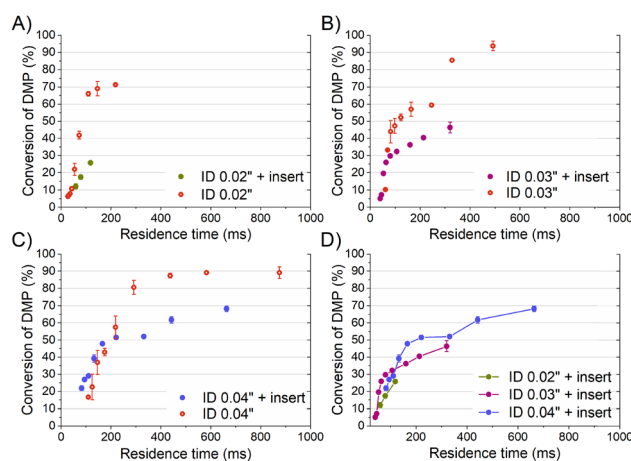 A)
Conversion of DMP (%)
100
90
80
70
60
50
40
30
20
10
0
ID 0.02" + insert
ID 0.02"
0 200 400 600 800 1000
Residence time (ms)
B)
Conversion of DMP (%)
100
90
80
70
60
50
40
30
20
10
0
ID 0.03" + insert
ID 0.03"
0 200 400 600 800 1000
Residence time (ms)
C)
Conversion of DMP (%)
100
90
80
70
60
50
40
30
20
10
0
ID 0.04" + insert
ID 0.04"
0 200 400 600 800 1000
Residence time (ms)
D)
Conversion of DMP (%)
100
90
80
70
60
50
40
30
20
10
0
ID 0.02" + insert
ID 0.03" + insert
ID 0.04" + insert
0 200 400 600 800 1000
Residence time (ms)